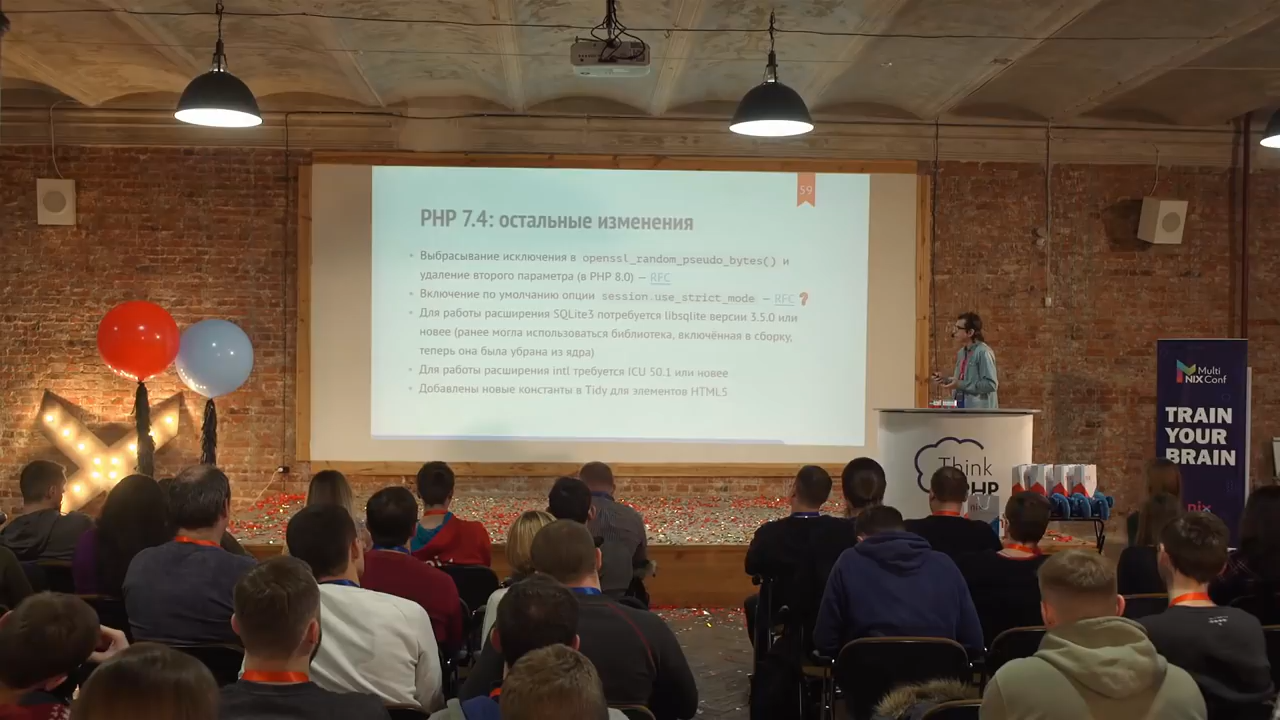 59
PHP 7.4: остальные изменения
• Выбрасывание исключения в openssl_random_pseudo_bytes() и
удаление второго параметра (в PHP 8.0) — RFC
• Включение по умолчанию опции session.use_strict_mode — RFC ?
• Для работы расширения SQLite3 потребуется libsqlite версии 3.5.0 или
новее (ранее могла использоваться библиотека, включённая в сборку,
теперь она была убрана из ядра)
• Для работы расширения intl требуется ICU 50.1 или новее
• Добавлены новые константы в Tidy для элементов HTML5
Multi
NIX Conf
TRAIN
YOUR
BRAIN
nix
Think
PHP
nix